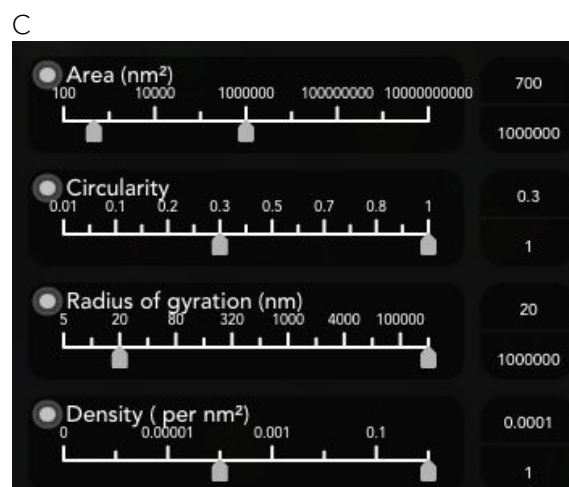 C
Area (nm²)
100 10000 1000000 100000000 10000000000
700
1000000
Circularity
0.01 0.1 0.2 0.3 0.5 0.7 0.8 1
0.3
1
Radius of gyration (nm)
5 20 80 320 1000 4000 100000
20
1000000
Density ( per nm²)
0 0.00001 0.001 0.1
0.0001
1